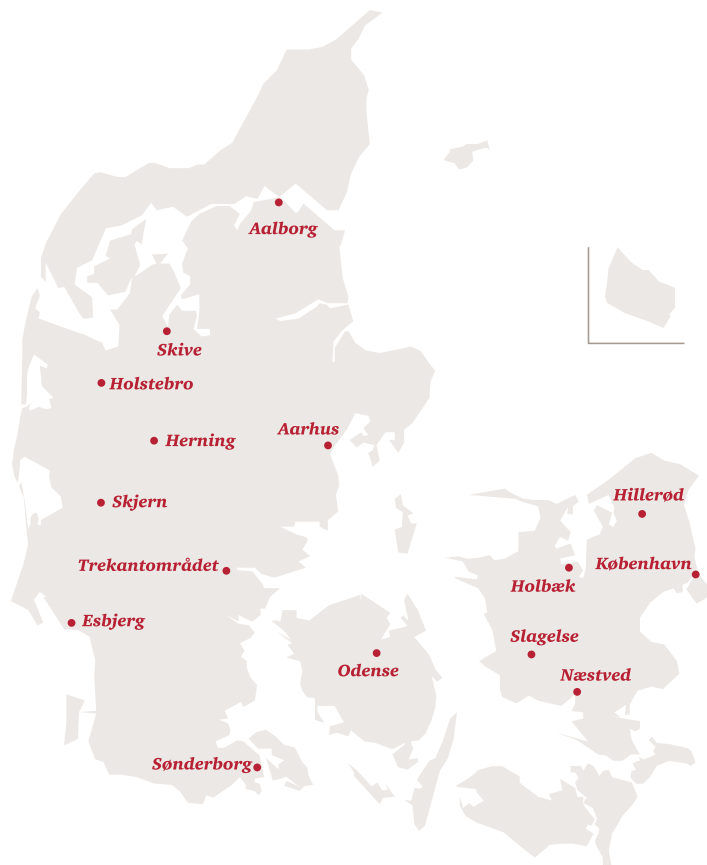 Aalborg
Skive
Holstebro
Aarhus
Herning
Hillerød
Skjern
Trekantområdet
København
Holbæk
Esbjerg
Slagelse
Odense
Næstved
Sønderborg